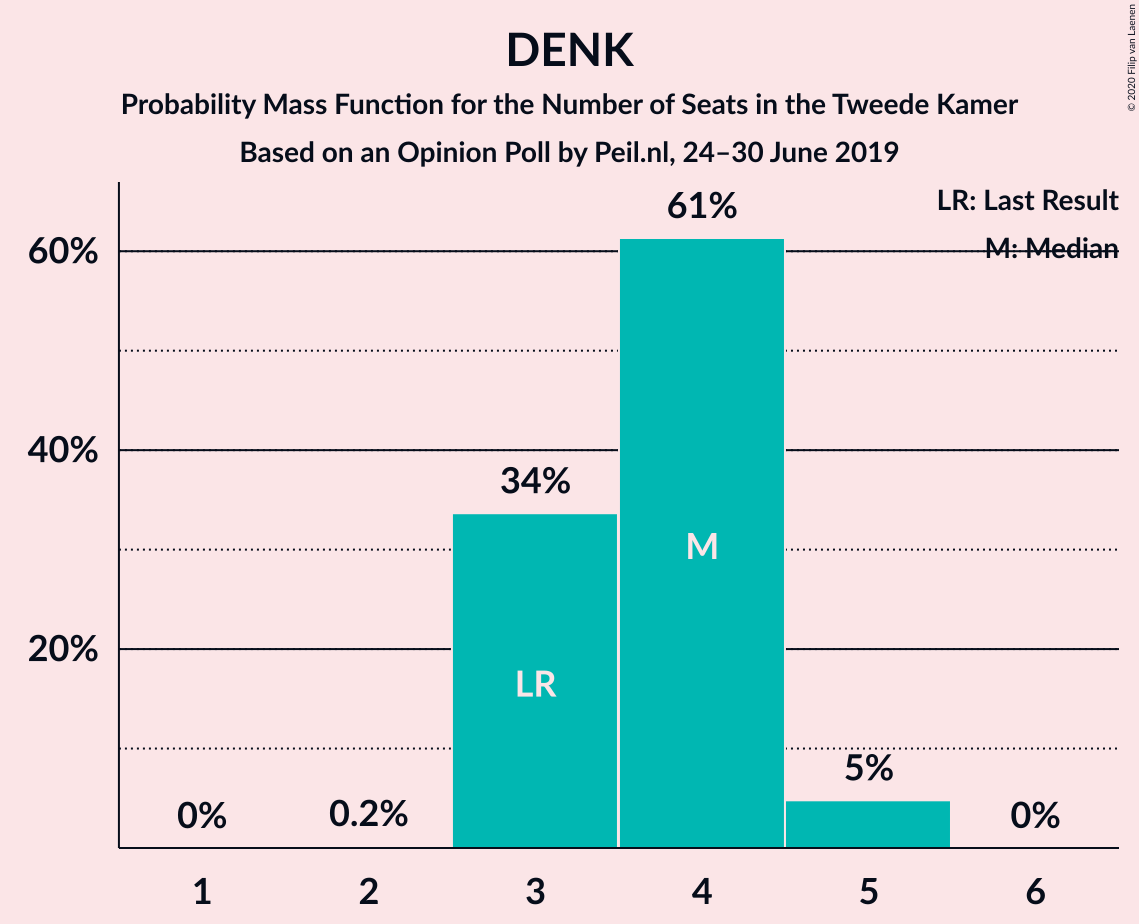 DENK
Probability Mass Function for the Number of Seats in the Tweede Kamer
Based on an Opinion Poll by Peil.nl, 24–30 June 2019
© 2020 Filip van Laenen
LR: Last Result
M: Median
60%
40%
20%
0%
0.2%
34%
61%
5%
0%
LR
M
1
2
3
4
5
6